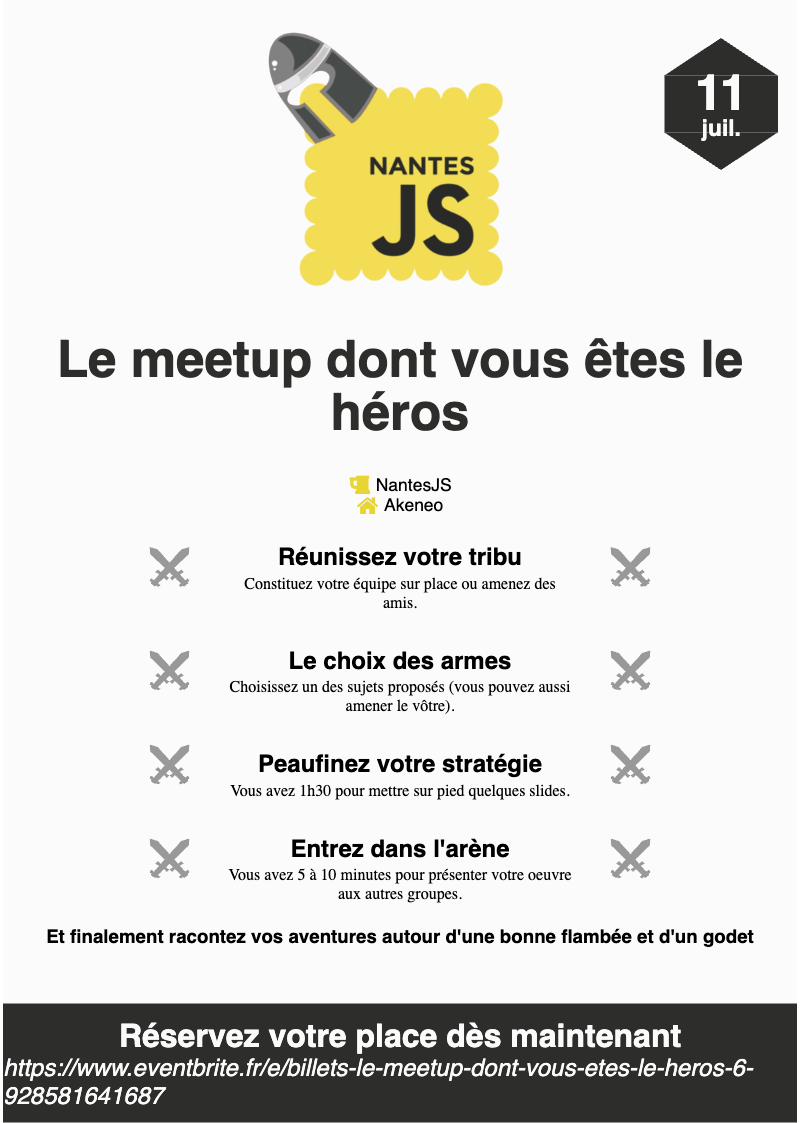 11
juil.
NANTES
JS
Le meetup dont vous êtes le
héros
NantesJS
Akeneo
Réunissez votre tribu
Constituez votre équipe sur place ou amenez des
amis.
Le choix des armes
Choisissez un des sujets proposés (vous pouvez aussi
amener le vôtre).
Peaufinez votre stratégie
Vous avez 1h30 pour mettre sur pied quelques slides.
Entrez dans l'arène
Vous avez 5 à 10 minutes pour présenter votre oeuvre
aux autres groupes.
Et finalement racontez vos aventures autour d'une bonne flambée et d'un godet
Réservez votre place dès maintenant
https://www.eventbrite.fr/e/billets-le-meetup-dont-vous-etes-le-heros-6-
928581641687